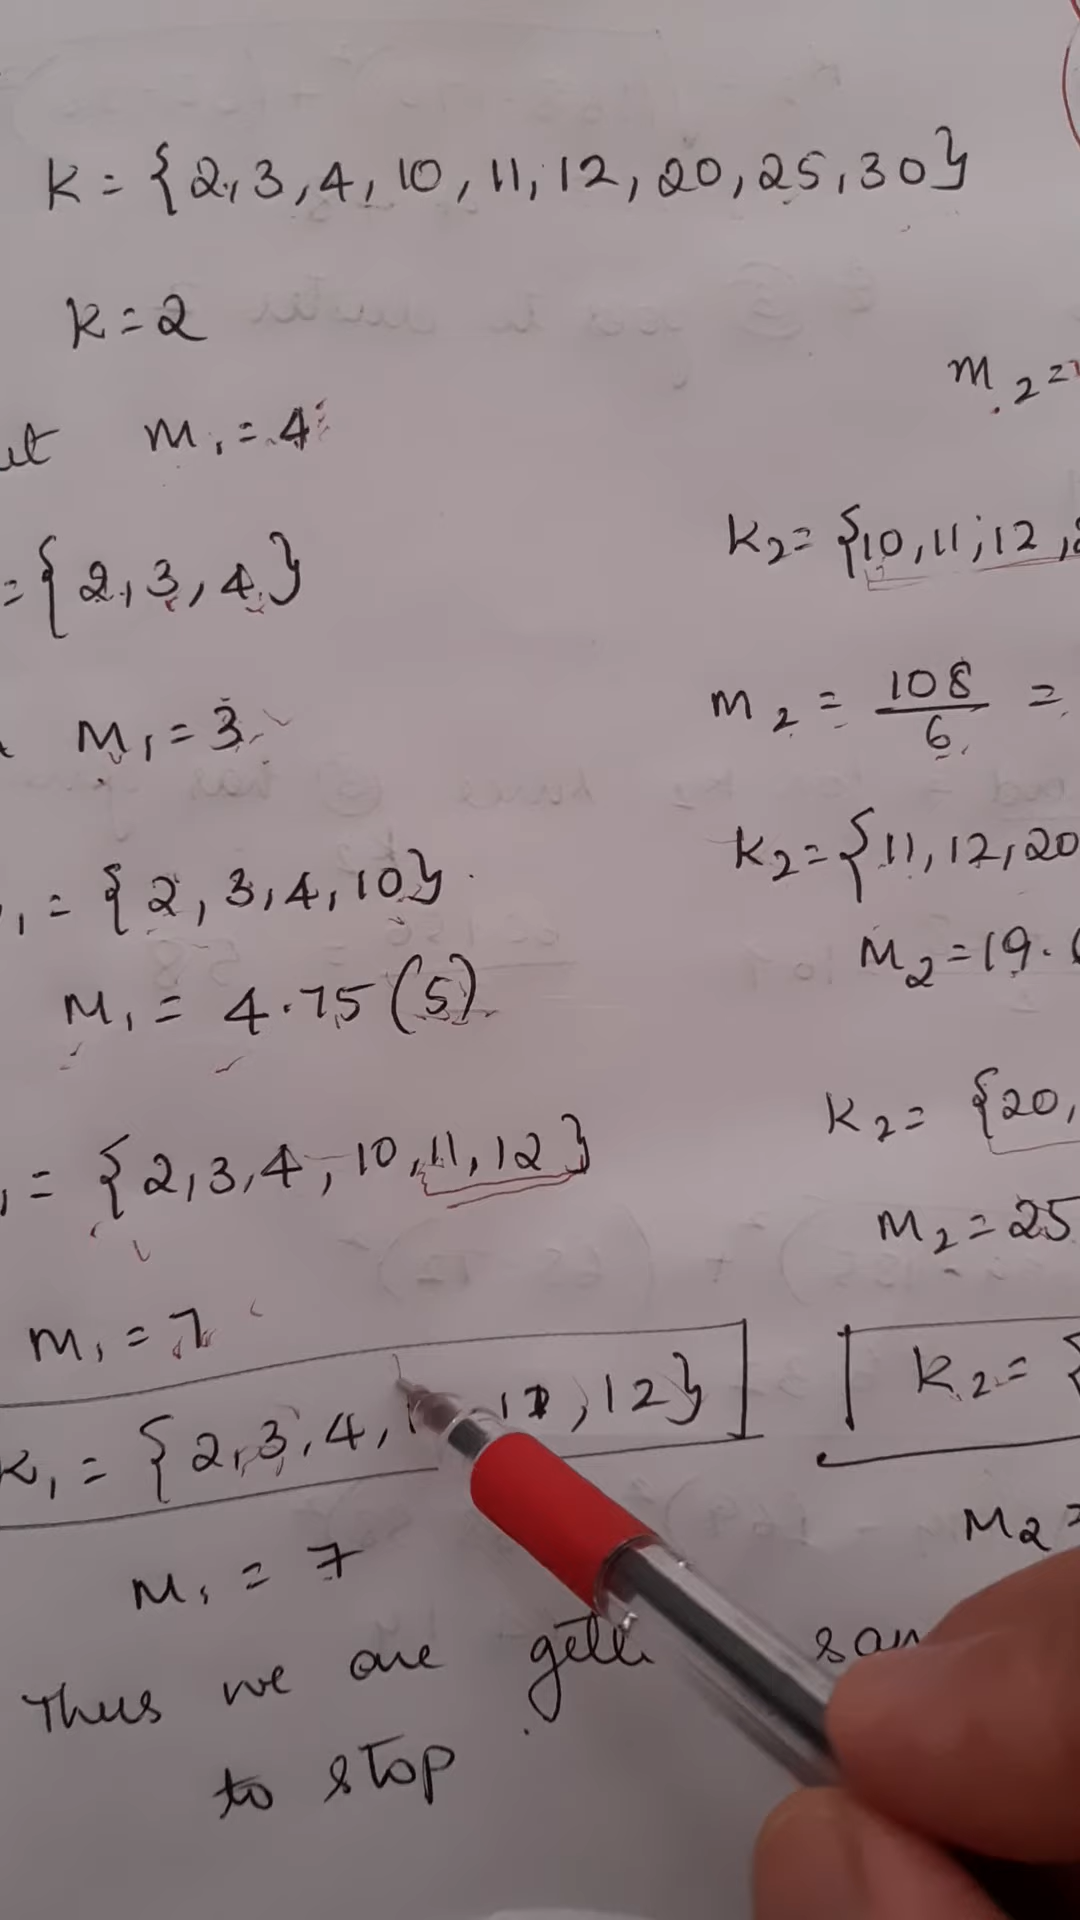 K = {2, 3, 4, 10, 11, 12, 20, 25, 30}
k = 2
m1 = 4
m2 =
= {2, 3, 4}
K2 = {10, 11, 12,
M1 = 3
m2 = 108/6 =
1 = {2, 3, 4, 10}
K2 = {11, 12, 20
M1 = 4.75 (5)
M2 = 19.
1 = {2, 3, 4, 10, 11, 12}
K2 = {20,
M1 = 7
M2 = 25
K1 = {2, 3, 4, 11, 12}
K2 = {
M1 = 7
M2 =
Thus we are
to stop